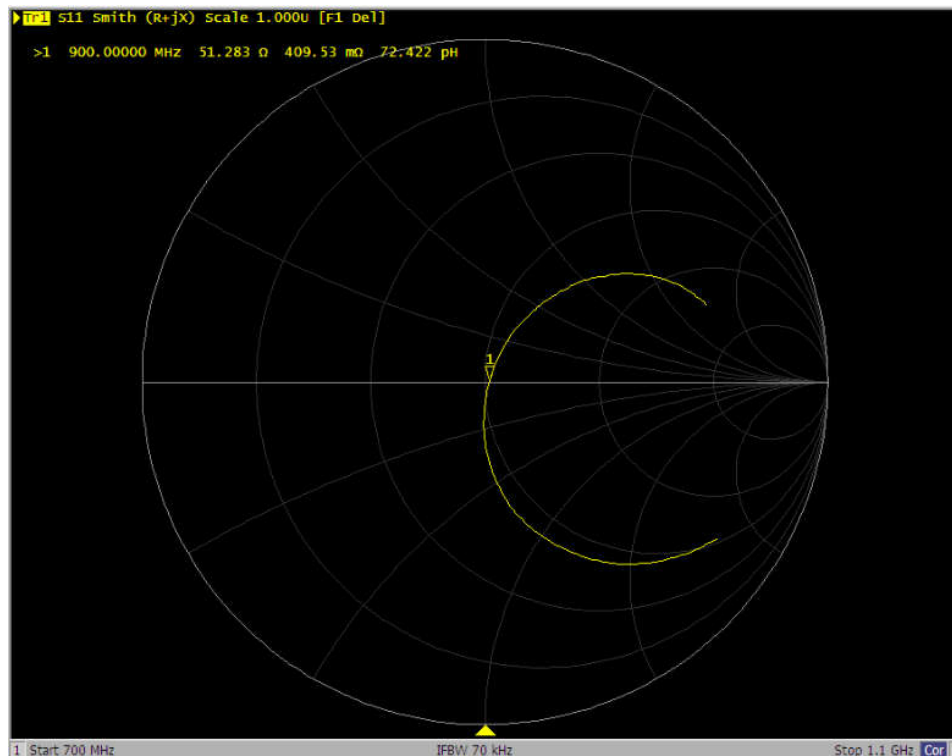 Tr1 S11 Smith (R+jX) Scale 1.000U [F1 Del]
>1 900.00000 MHz 51.283 Ω 409.53 mΩ 72.422 pH
1
1 Start 700 MHz IFBW 70 kHz Stop 1.1 GHz Cor